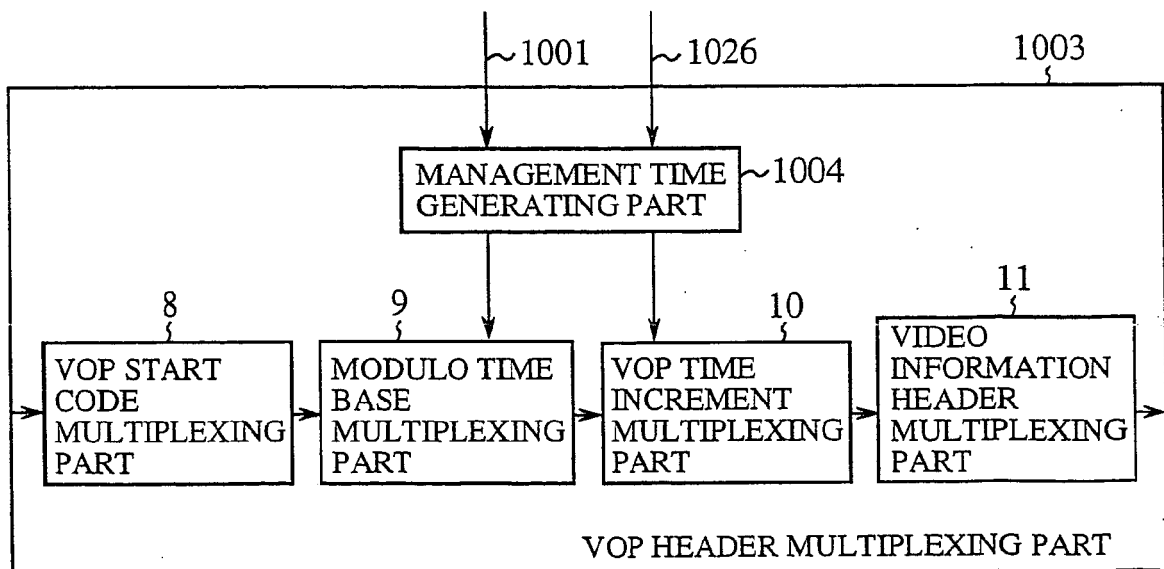 1001
1026
1003
MANAGEMENT TIME
GENERATING PART
1004
8
VOP START
CODE
MULTIPLEXING
PART
9
MODULO TIME
BASE
MULTIPLEXING
PART
10
VOP TIME
INCREMENT
MULTIPLEXING
PART
11
VIDEO
INFORMATION
HEADER
MULTIPLEXING
PART
VOP HEADER MULTIPLEXING PART